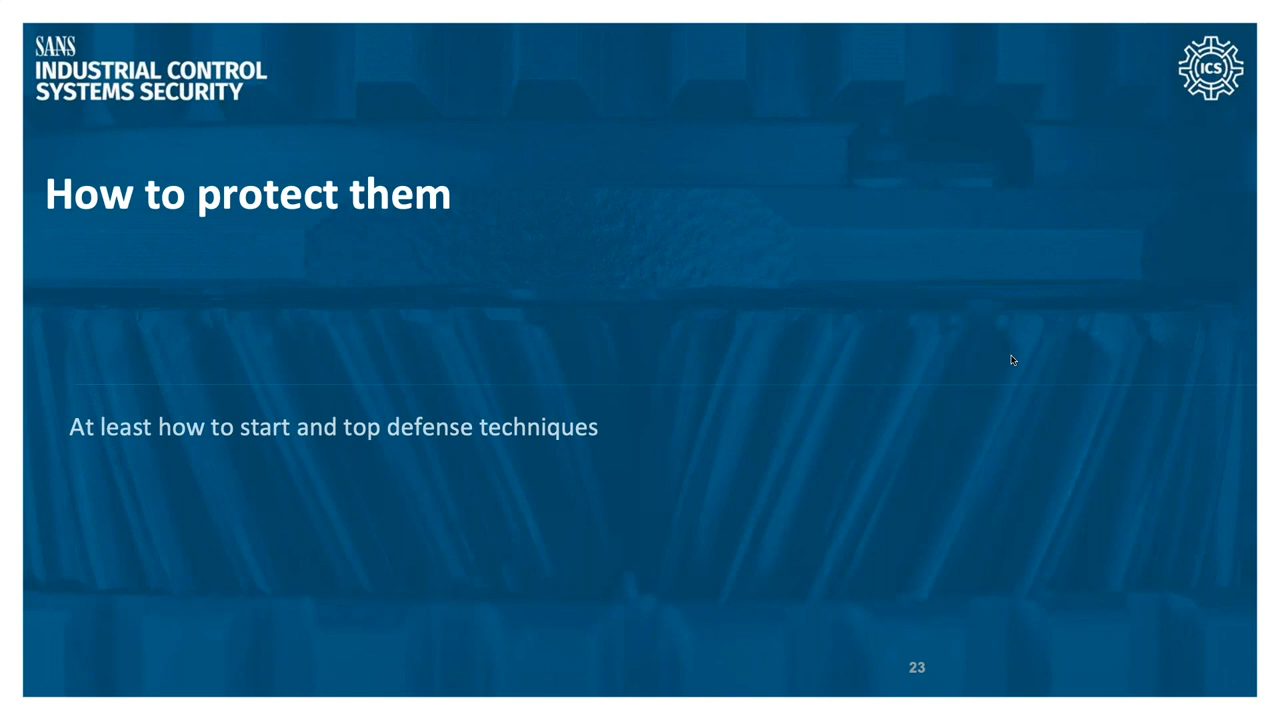 SANS
INDUSTRIAL CONTROL
SYSTEMS SECURITY
ICS
How to protect them
At least how to start and top defense techniques
23